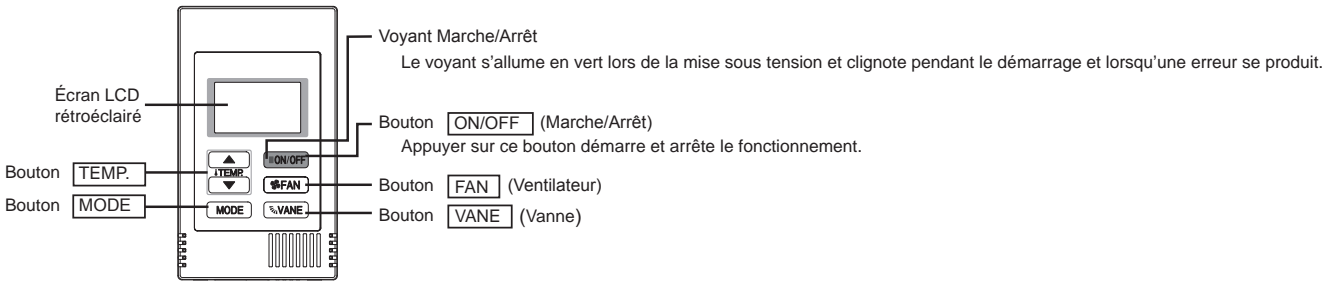 Voyant Marche/Arrêt
Le voyant s'allume en vert lors de la mise sous tension et clignote pendant le démarrage et lorsqu'une erreur se produit.
Écran LCD
rétroéclairé
Bouton ON/OFF (Marche/Arrêt)
Appuyer sur ce bouton démarre et arrête le fonctionnement.
ON/OFF
Bouton TEMP.
TEMP.
FAN
Bouton FAN (Ventilateur)
Bouton MODE
MODE
VANE
Bouton VANE (Vanne)